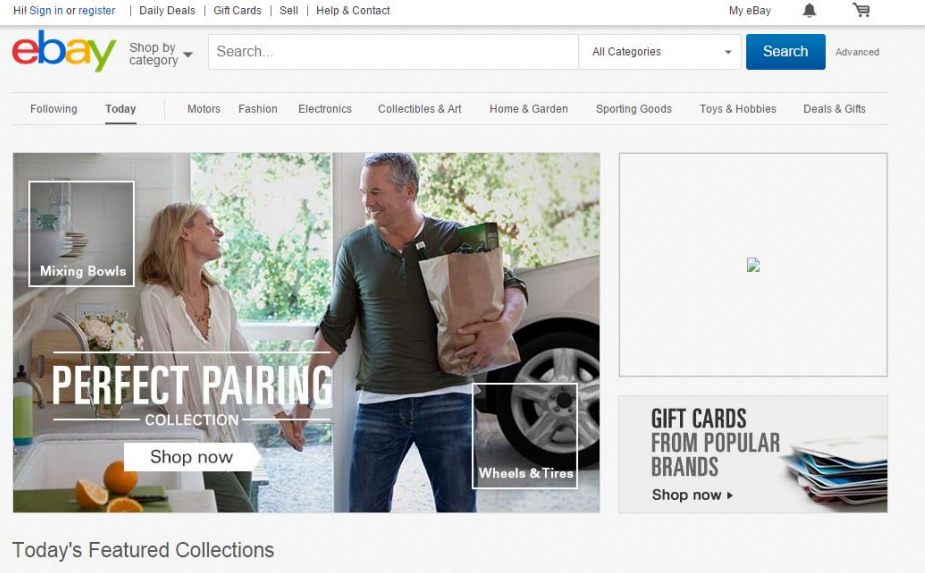 Hi! Sign in or register | Daily Deals | Gift Cards | Sell | Help & Contact My eBay
ebay Shop by category Search... All Categories Search Advanced
Following Today Motors Fashion Electronics Collectibles & Art Home & Garden Sporting Goods Toys & Hobbies Deals & Gifts
Mixing Bowls
PERFECT PAIRING
COLLECTION
Shop now
Wheels & Tires
GIFT CARDS
FROM POPULAR
BRANDS
Shop now
Today's Featured Collections